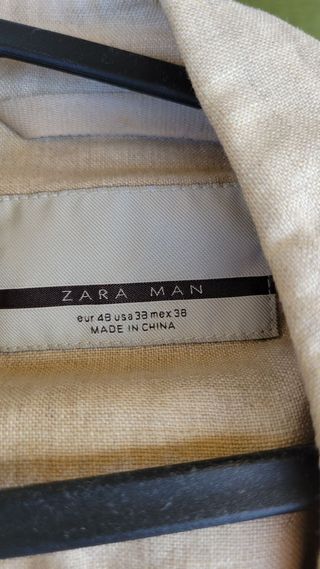 ZARA MAN
eur 48 usa 38 mex 38
MADE IN CHINA